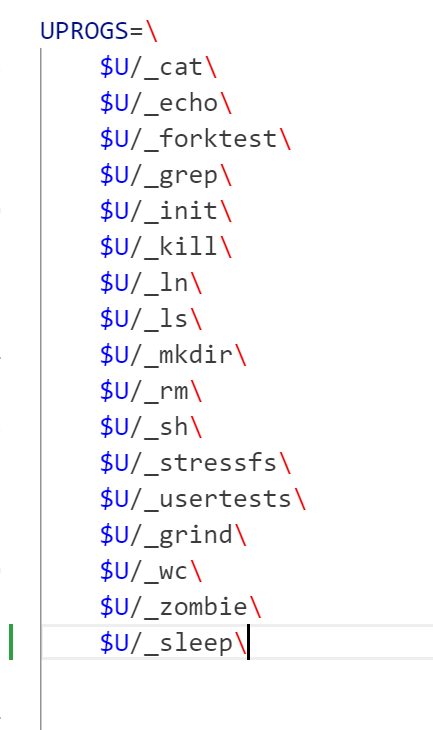 UPROGS=\
$U/_cat\
$U/_echo\
$U/_forktest\
$U/_grep\
$U/_init\
$U/_kill\
$U/_ln\
$U/_ls\
$U/_mkdir\
$U/_rm\
$U/_sh\
$U/_stressfs\
$U/_usertests\
$U/_grind\
$U/_wc\
$U/_zombie\
$U/_sleep\